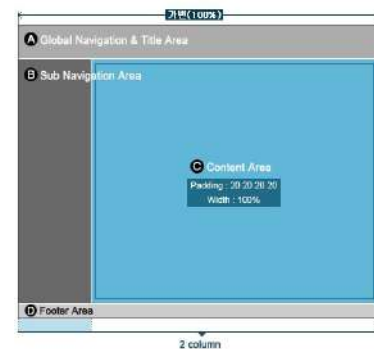 가변(100%)
A Global Navigation & Title Area
B Sub Navigation Area
C Content Area
Padding : 20 20 20 20
Width : 100%
D Footer Area
2 column